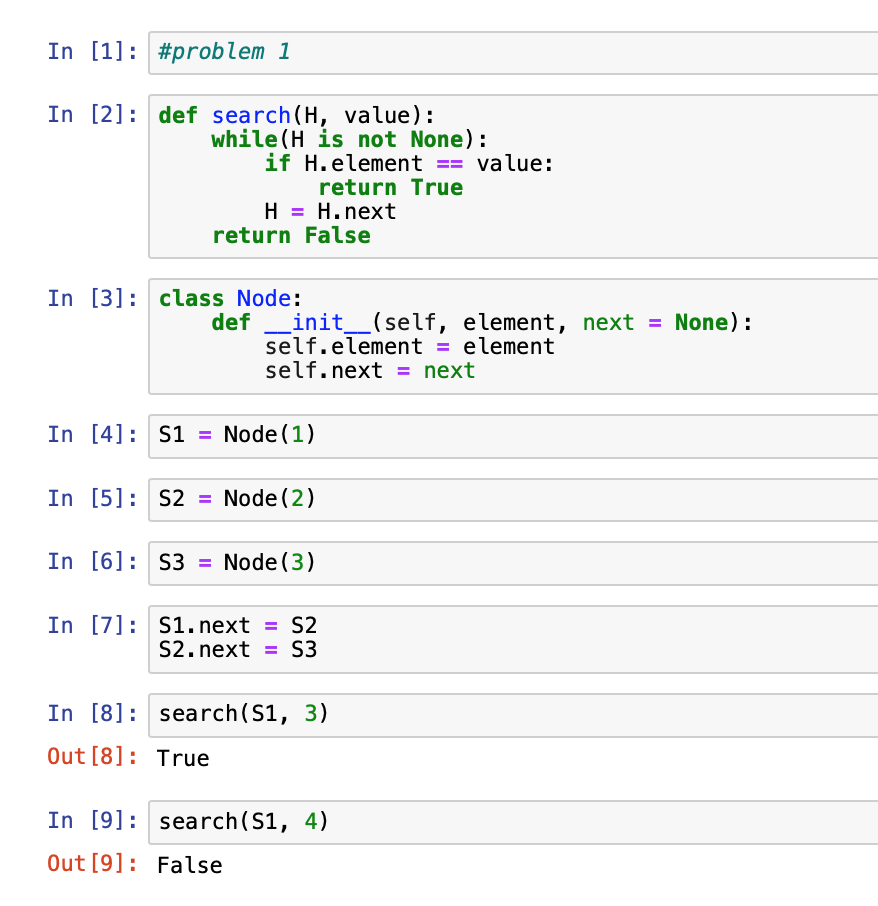 In [1]: #problem 1
In [2]: def search(H, value):
    while(H is not None):
        if H.element == value:
            return True
        H = H.next
    return False
In [3]: class Node:
    def __init__(self, element, next = None):
        self.element = element
        self.next = next
In [4]: S1 = Node(1)
In [5]: S2 = Node(2)
In [6]: S3 = Node(3)
In [7]: S1.next = S2
S2.next = S3
In [8]: search(S1, 3)
Out[8]: True
In [9]: search(S1, 4)
Out[9]: False